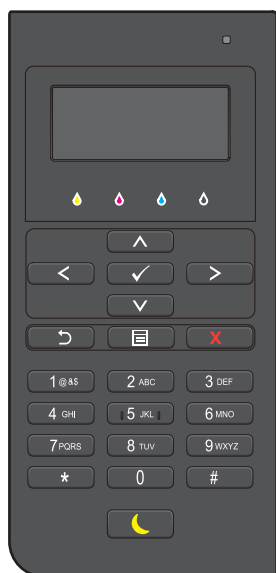 X
1 @&$ 2 ABC 3 DEF
4 GHI 5 JKL 6 MNO
7 PQRS 8 TUV 9 WXYZ
* 0 #